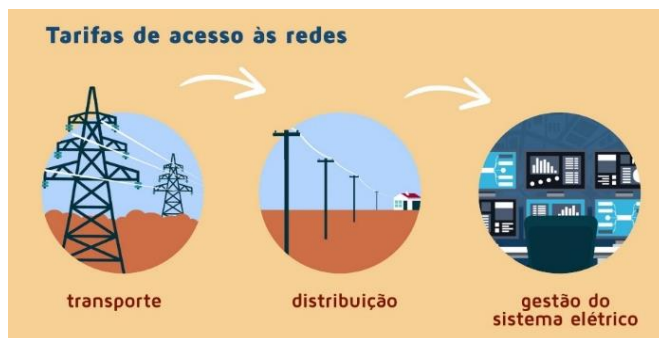 Tarifas de acesso às redes
transporte
distribuição
gestão do
sistema elétrico